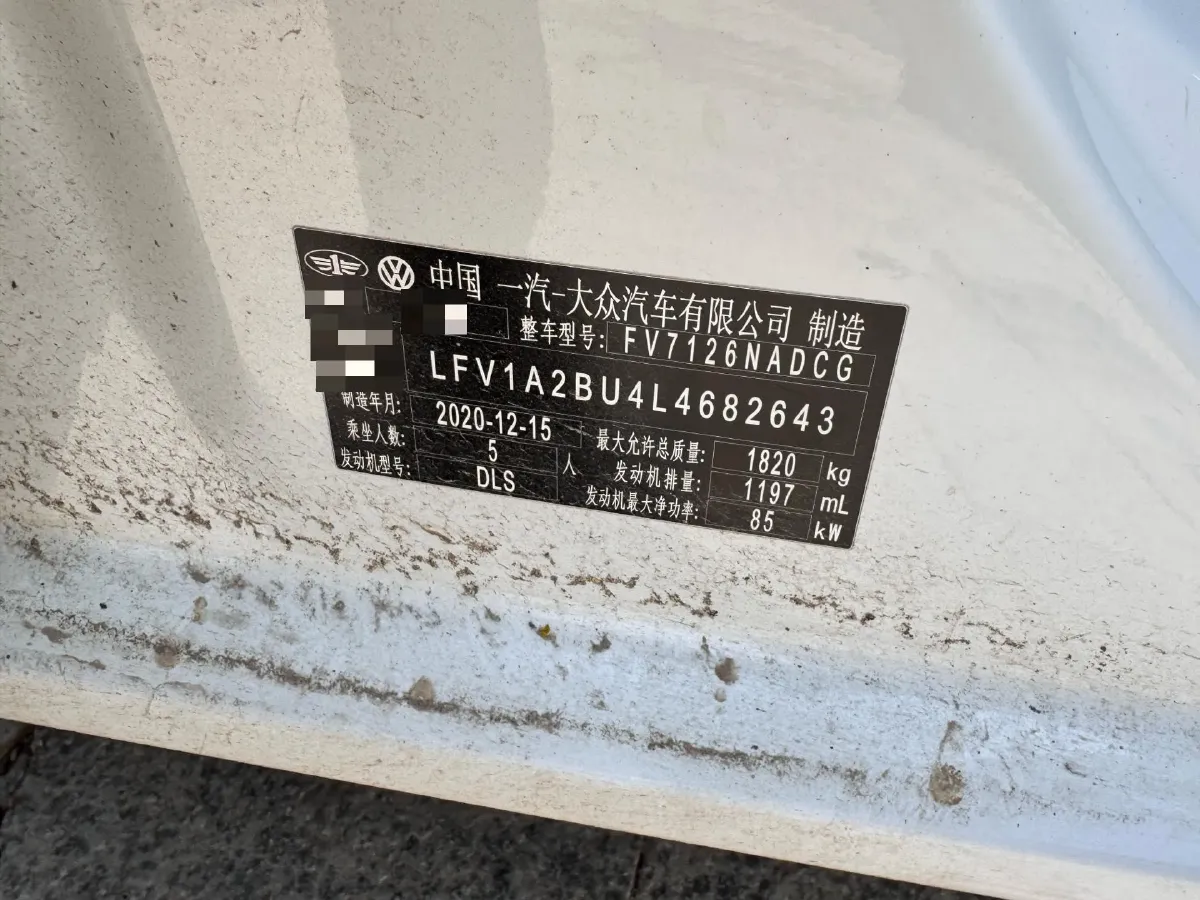 中国 一汽-大众汽车有限公司 制造
整车型号: FV7126NADCG
LFV1A2BU4L4682643
制造年月: 2020-12-15
乘坐人数: 5 人
发动机型号: DLS
最大允许总质量: 1820 kg
发动机排量: 1197 mL
发动机最大净功率: 85 kW